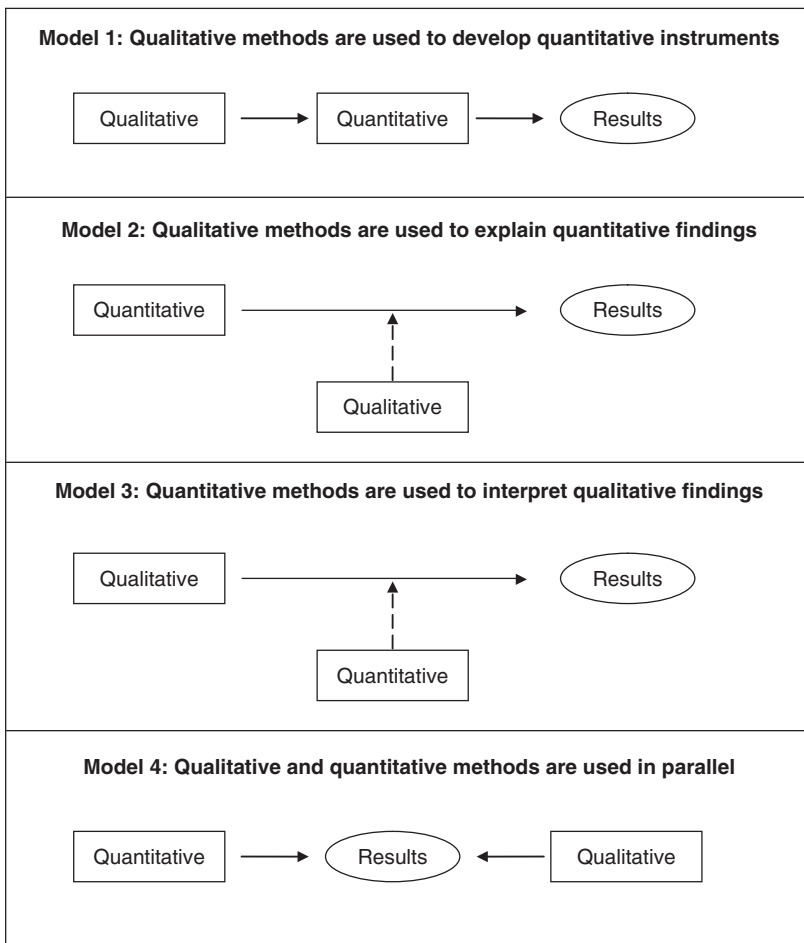 Model 1: Qualitative methods are used to develop quantitative instruments
Qualitative
Quantitative
Results
Model 2: Qualitative methods are used to explain quantitative findings
Quantitative
Results
Qualitative
Model 3: Quantitative methods are used to interpret qualitative findings
Qualitative
Results
Quantitative
Model 4: Qualitative and quantitative methods are used in parallel
Quantitative
Results
Qualitative